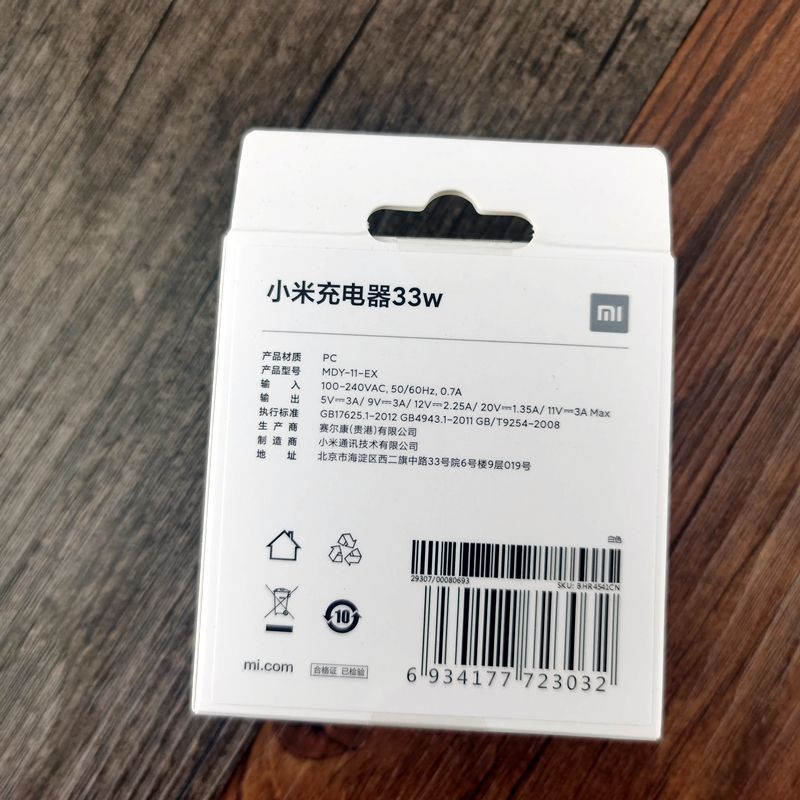 小米充电器33w
mi
产品材质 PC
产品型号 MDY-11-EX
输入 100-240VAC, 50/60Hz, 0.7A
输出 5V⎓3A/ 9V⎓3A/ 12V⎓2.25A/ 20V⎓1.35A/ 11V⎓3A Max
执行标准 GB17625.1-2012 GB4943.1-2011 GB/T9254-2008
生产商 赛尔康(贵港)有限公司
制造商 小米通讯技术有限公司
地址 北京市海淀区西二旗中路33号院6号楼9层019号
白色
29307/00080693 SKU: BHR4541CN
10
mi.com 合格证 已检验
6 934177 723032